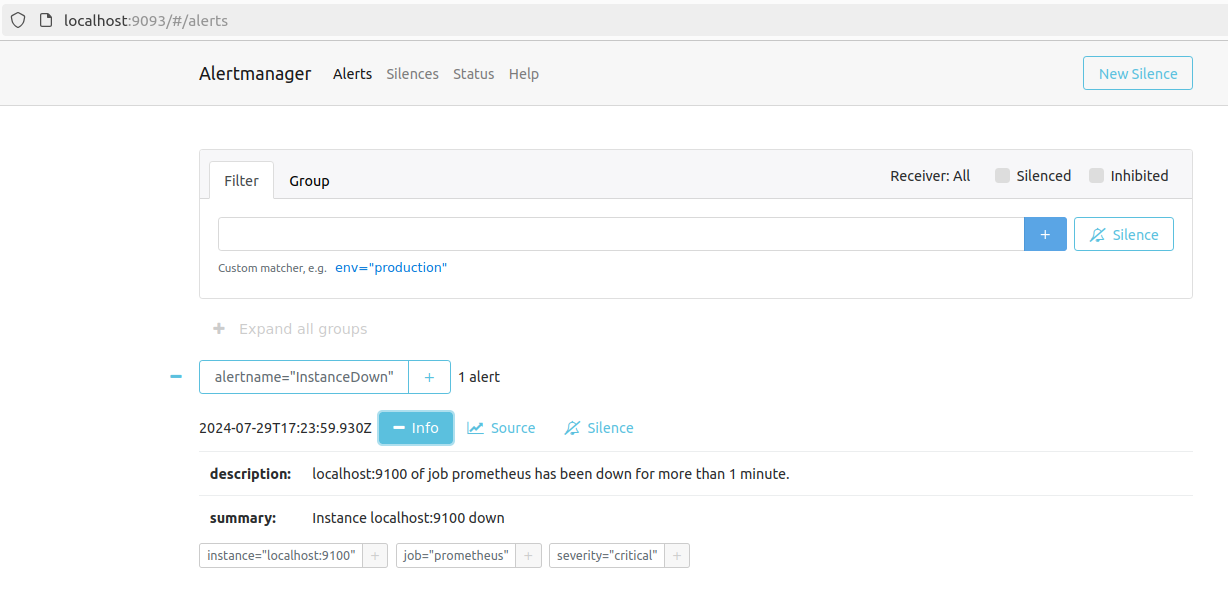 localhost:9093/#/alerts
Alertmanager Alerts Silences Status Help New Silence
Filter Group Receiver: All Silenced Inhibited
+ Silence
Custom matcher, e.g. env="production"
+ Expand all groups
− alertname="InstanceDown" + 1 alert
2024-07-29T17:23:59.930Z − Info Source Silence
description: localhost:9100 of job prometheus has been down for more than 1 minute.
summary: Instance localhost:9100 down
instance="localhost:9100" + job="prometheus" + severity="critical" +